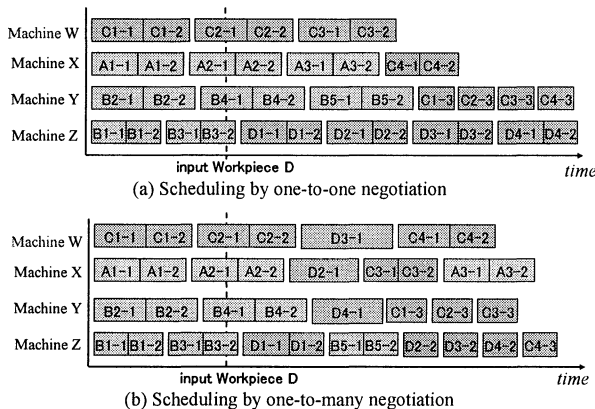 Machine W C1-1 C1-2 C2-1 C2-2 C3-1 C3-2
Machine X A1-1 A1-2 A2-1 A2-2 A3-1 A3-2 C4-1 C4-2
Machine Y B2-1 B2-2 B4-1 B4-2 B5-1 B5-2 C1-3 C2-3 C3-3 C4-3
Machine Z B1-1 B1-2 B3-1 B3-2 D1-1 D1-2 D2-1 D2-2 D3-1 D3-2 D4-1 D4-2
input Workpiece D time
(a) Scheduling by one-to-one negotiation
Machine W C1-1 C1-2 C2-1 C2-2 D3-1 C4-1 C4-2
Machine X A1-1 A1-2 A2-1 A2-2 D2-1 C3-1 C3-2 A3-1 A3-2
Machine Y B2-1 B2-2 B4-1 B4-2 D4-1 C1-3 C2-3 C3-3
Machine Z B1-1 B1-2 B3-1 B3-2 D1-1 D1-2 B5-1 B5-2 D2-2 D3-2 D4-2 C4-3
input Workpiece D time
(b) Scheduling by one-to-many negotiation